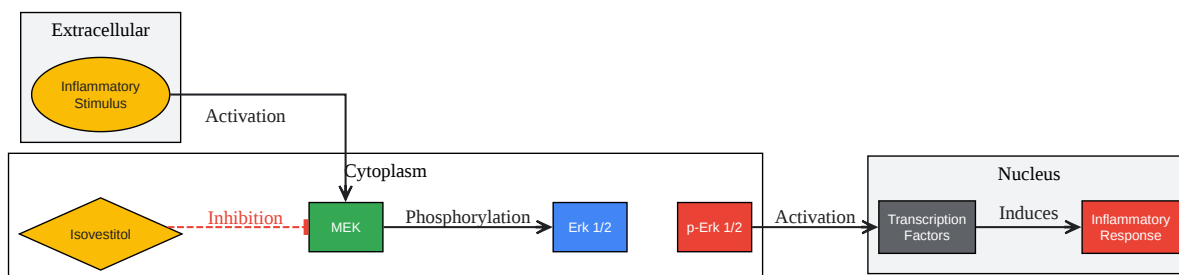 Extracellular
Inflammatory
Stimulus
Activation
Cytoplasm
Isovestitol
Inhibition
MEK
Phosphorylation
Erk 1/2
p-Erk 1/2
Activation
Nucleus
Transcription
Factors
Induces
Inflammatory
Response